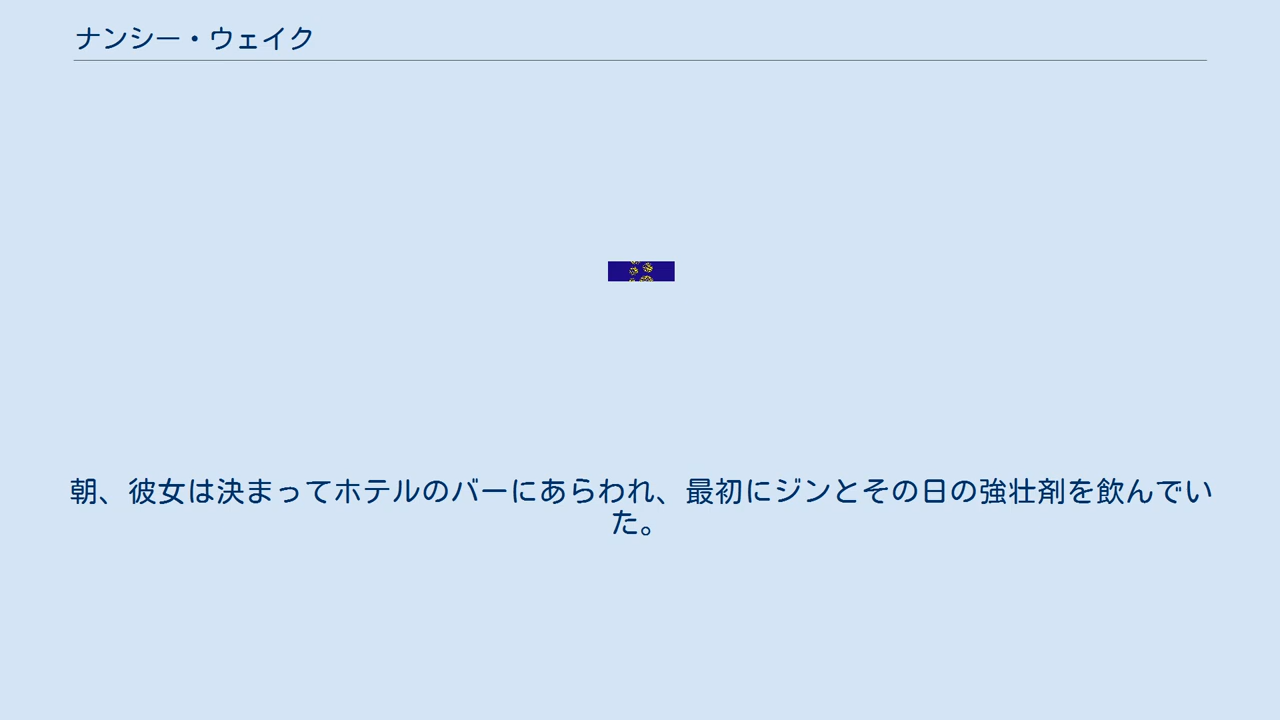 ナンシー・ウェイク
朝、彼女は決まってホテルのバーにあらわれ、最初にジンとその日の強壮剤を飲んでい
た。